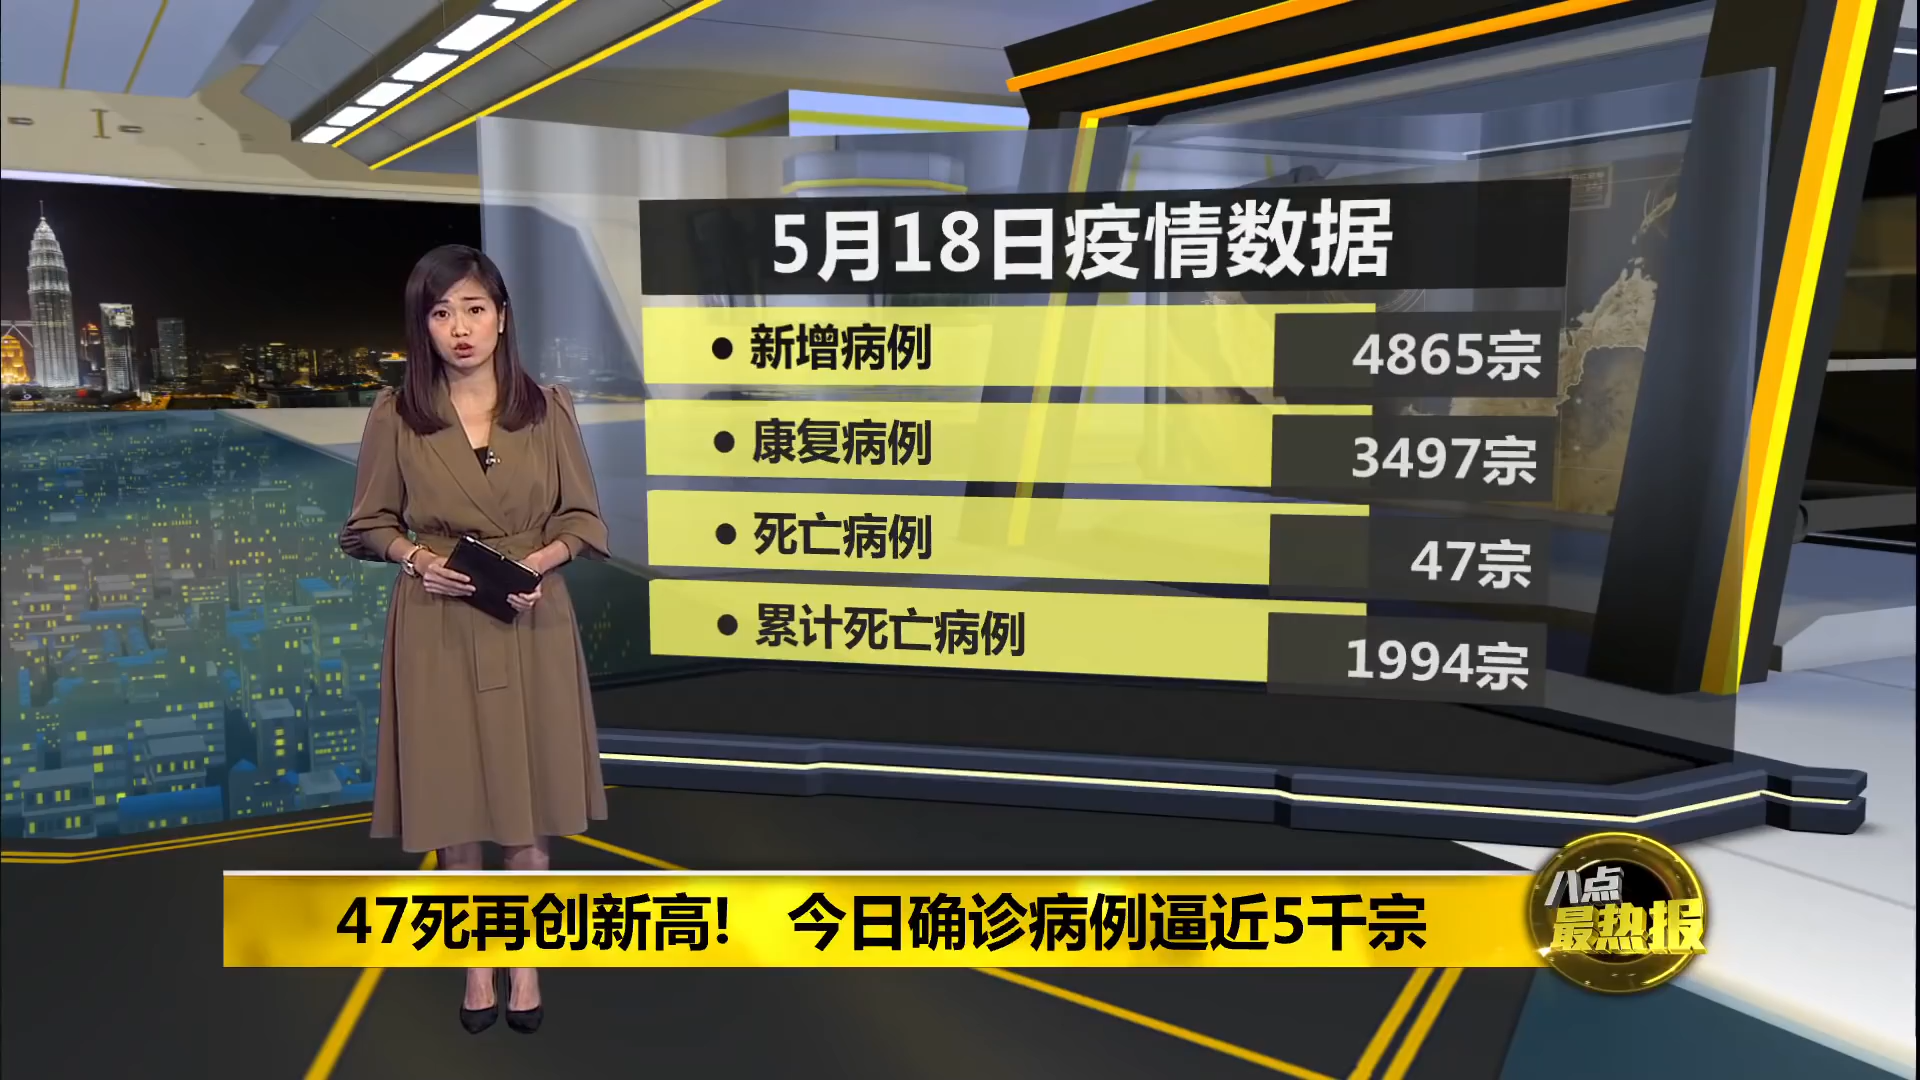 5月18日疫情数据
• 新增病例 4865宗
• 康复病例 3497宗
• 死亡病例 47宗
• 累计死亡病例 1994宗
47死再创新高! 今日确诊病例逼近5千宗
八点
最热报